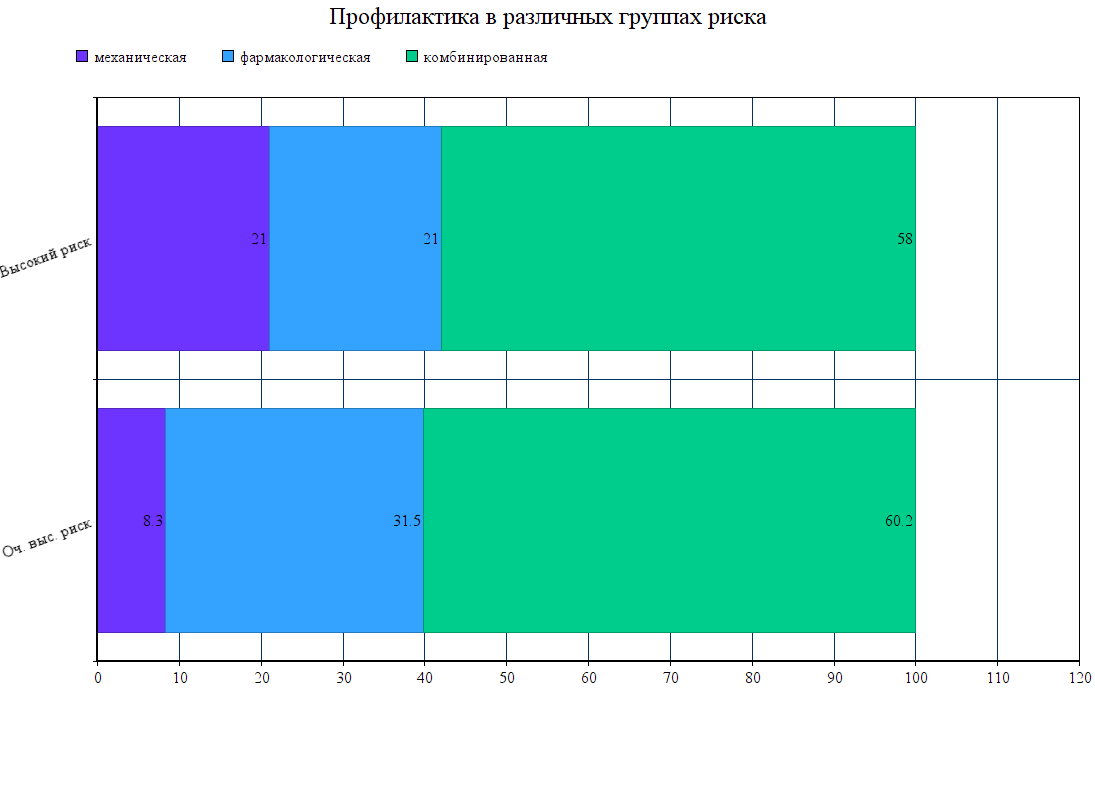 Профилактика в различных группах риска
механическая фармакологическая комбинированная
Высокий риск
21 21 58
Оч. выс. риск
8.3 31.5 60.2
0 10 20 30 40 50 60 70 80 90 100 110 120